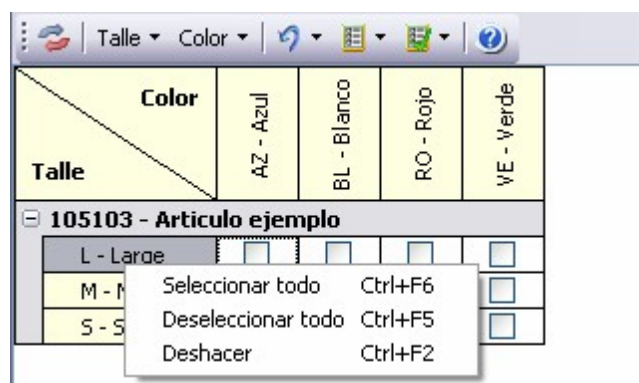 Talle Color
Color
Talle
AZ - Azul
BL - Blanco
RO - Rojo
VE - Verde
105103 - Articulo ejemplo
L - Large
M - M
S - S
Seleccionar todo Ctrl+F6
Deseleccionar todo Ctrl+F5
Deshacer Ctrl+F2